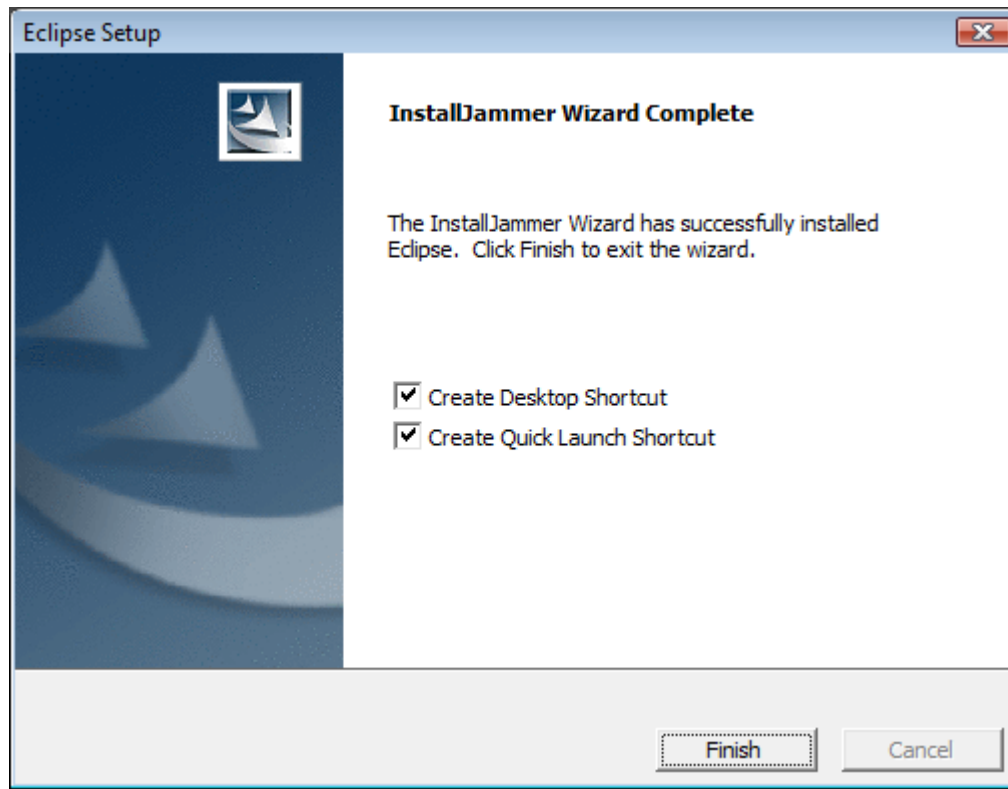 Eclipse Setup
InstallJammer Wizard Complete
The InstallJammer Wizard has successfully installed
Eclipse.  Click Finish to exit the wizard.
Create Desktop Shortcut
Create Quick Launch Shortcut
Finish
Cancel